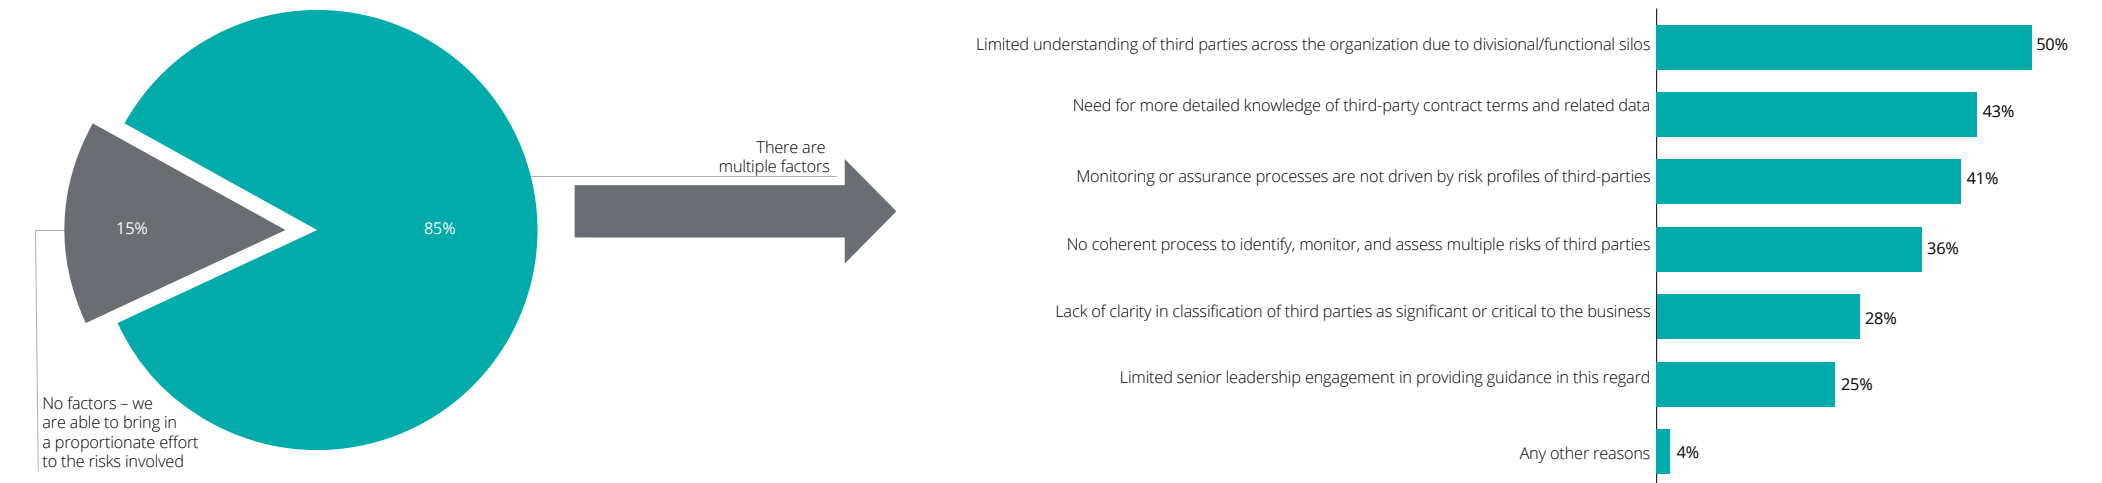 15%
85%
No factors – we
are able to bring in
a proportionate effort
to the risks involved
There are
multiple factors
Limited understanding of third parties across the organization due to divisional/functional silos 50%
Need for more detailed knowledge of third-party contract terms and related data 43%
Monitoring or assurance processes are not driven by risk profiles of third-parties 41%
No coherent process to identify, monitor, and assess multiple risks of third parties 36%
Lack of clarity in classification of third parties as significant or critical to the business 28%
Limited senior leadership engagement in providing guidance in this regard 25%
Any other reasons 4%